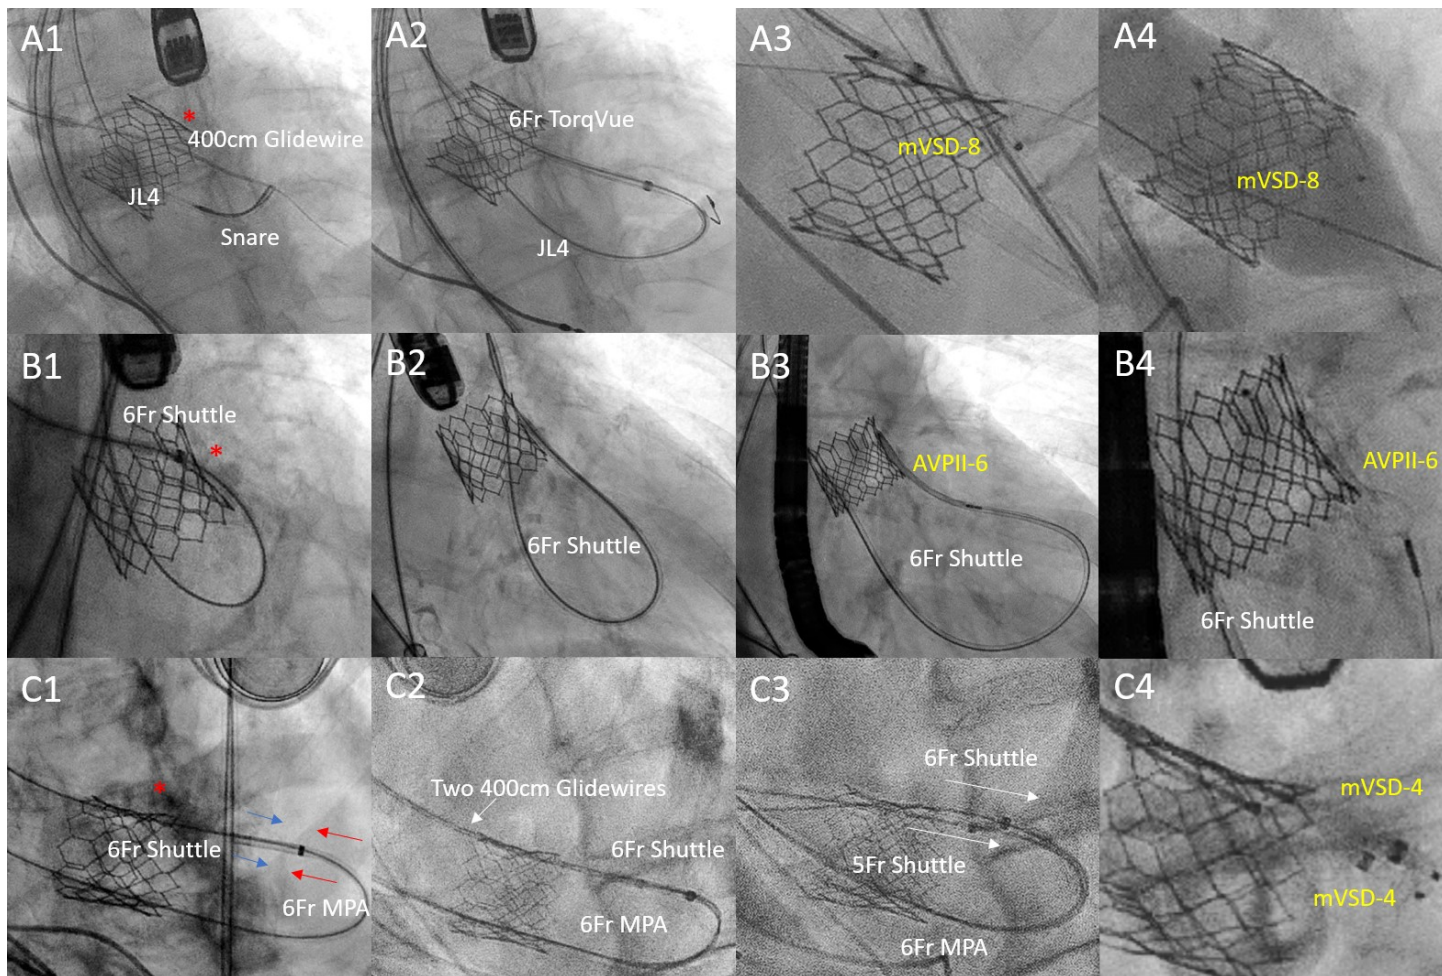 A1
*
400cm Glidewire
JL4
Snare
A2
6Fr TorqVue
JL4
A3
mVSD-8
A4
mVSD-8
B1
6Fr Shuttle
*
B2
6Fr Shuttle
B3
AVPII-6
6Fr Shuttle
B4
AVPII-6
6Fr Shuttle
C1
*
6Fr Shuttle
6Fr MPA
C2
Two 400cm Glidewires
6Fr Shuttle
6Fr MPA
C3
6Fr Shuttle
5Fr Shuttle
6Fr MPA
C4
mVSD-4
mVSD-4